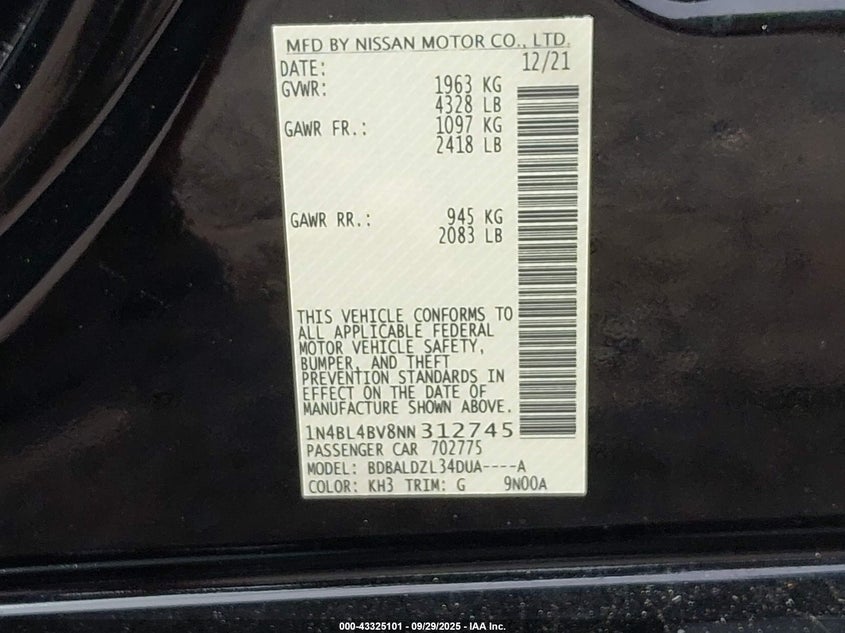 MFD BY NISSAN MOTOR CO., LTD.
DATE: 12/21
GVWR: 1963 KG
4328 LB
GAWR FR.: 1097 KG
2418 LB
GAWR RR.: 945 KG
2083 LB
THIS VEHICLE CONFORMS TO
ALL APPLICABLE FEDERAL
MOTOR VEHICLE SAFETY,
BUMPER, AND THEFT
PREVENTION STANDARDS IN
EFFECT ON THE DATE OF
MANUFACTURE SHOWN ABOVE.
1N4BL4BV8NN312745
PASSENGER CAR 702775
MODEL: BDBALDZL34DUA----A
COLOR: KH3 TRIM: G 9N00A
000-43325101 - 09/29/2025 - IAA Inc.